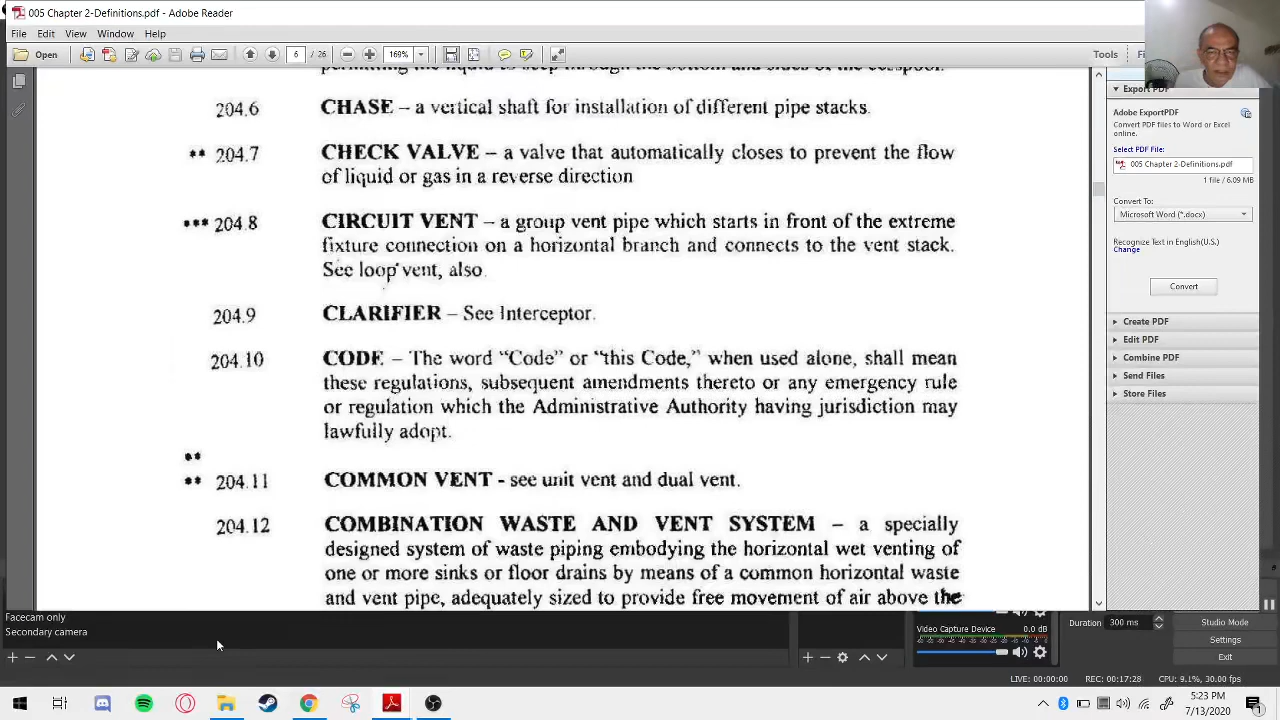 005 Chapter 2-Definitions.pdf - Adobe Reader
File Edit View Window Help
Open 6 / 26 169% Tools
204.6 CHASE – a vertical shaft for installation of different pipe stacks.
** 204.7 CHECK VALVE – a valve that automatically closes to prevent the flow
of liquid or gas in a reverse direction
*** 204.8 CIRCUIT VENT – a group vent pipe which starts in front of the extreme
fixture connection on a horizontal branch and connects to the vent stack.
See loop vent, also
204.9 CLARIFIER – See Interceptor.
204.10 CODE – The word “Code” or “this Code,” when used alone, shall mean
these regulations, subsequent amendments thereto or any emergency rule
or regulation which the Administrative Authority having jurisdiction may
lawfully adopt.
**
** 204.11 COMMON VENT - see unit vent and dual vent.
204.12 COMBINATION WASTE AND VENT SYSTEM – a specially
designed system of waste piping embodying the horizontal wet venting of
one or more sinks or floor drains by means of a common horizontal waste
and vent pipe, adequately sized to provide free movement of air above the
Export PDF
Adobe ExportPDF
Convert PDF files to Word or Excel
online.
Select PDF File:
005 Chapter 2-Definitions.pdf
1 file / 6.09 MB
Convert To:
Microsoft Word (*.docx)
Recognize Text in English(U.S.)
Change
Convert
Create PDF
Edit PDF
Combine PDF
Send Files
Store Files
Facecam only
Secondary camera
Video Capture Device 0.0 dB
Duration 300 ms
Studio Mode
Settings
Exit
LIVE: 00:00:00 REC: 00:17:28 CPU: 9.1%, 30.00 fps
5:23 PM
7/13/2020
1